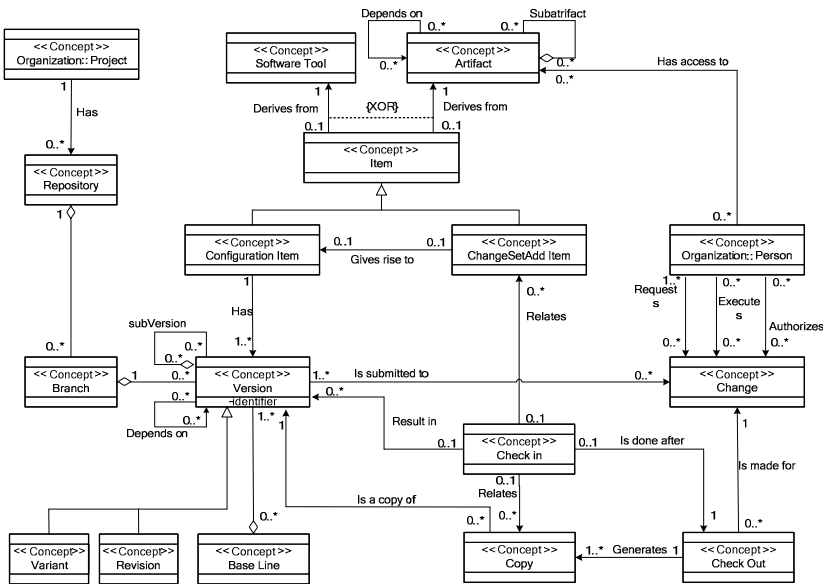 Depends on
0..*
0..*
Subatrifact
0..*
0..*
<< Concept >>
Organization:: Project
<< Concept >>
Software Tool
<< Concept >>
Artifact
Has access to
0..*
1
Has
0..*
1
Derives from
0..1
{XOR}
1
Derives from
0..1
<< Concept >>
Item
<< Concept >>
Repository
1
0..*
<< Concept >>
Configuration Item
0..1
Gives rise to
0..1
<< Concept >>
ChangeSetAdd Item
<< Concept >>
Organization:: Person
1
Has
1..*
0..*
Relates
1..*
Request
s
0..*
0..*
Execute
s
0..*
0..*
Authorizes
0..*
subVersion
0..*
0..*
0..*
<< Concept >>
Branch
1
0..*
<< Concept >>
Version
-Identifier
1..*
Is submitted to
0..*
<< Concept >>
Change
0..*
0..*
Depends on
1..*
1
0..*
Result in
0..1
0..1
<< Concept >>
Check in
0..1
Is done after
1
1
Is made for
0..*
0..1
Relates
0..*
Is a copy of
0..*
0..*
<< Concept>>
Variant
<< Concept>>
Revision
<< Concept >>
Base Line
<< Concept >>
Copy
1..*
Generates
1
<< Concept >>
Check Out